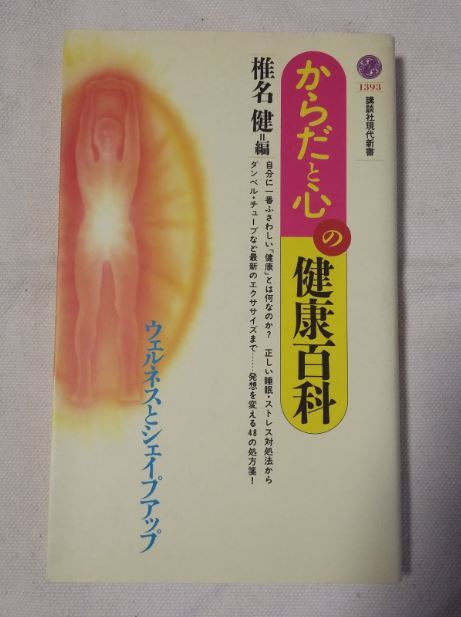 1393
講談社現代新書
からだと心の健康百科
椎名 健=編
自分に一番ふさわしい「健康」とは何なのか? 正しい睡眠・ストレス対処法から
ダンベル・チューブなど最新のエクササイズまで……発想を変える48の処方箋!
ウェルネスとシェイプアップ